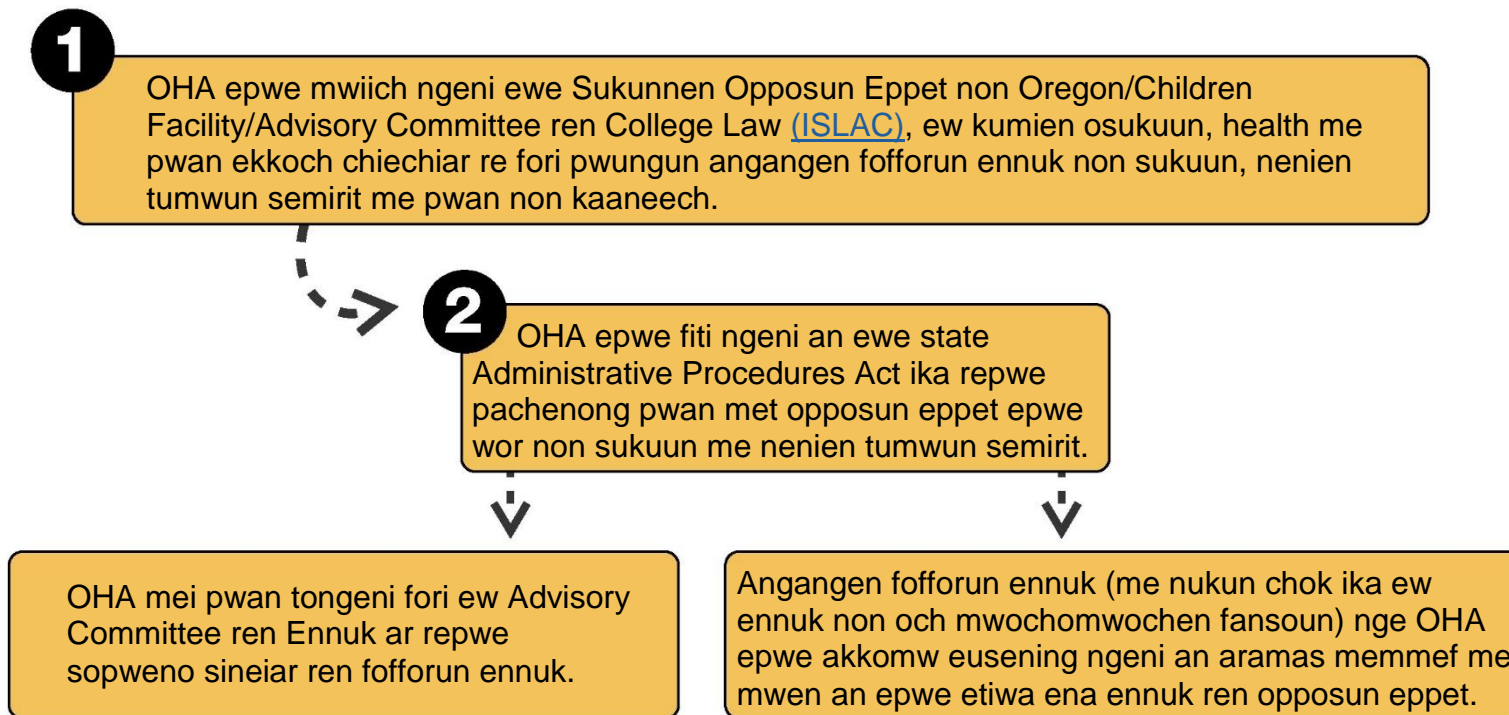 1
OHA epwe mwiich ngeni ewe Sukunnen Opposun Eppet non Oregon/Children
Facility/Advisory Committee ren College Law (ISLAC), ew kumien osukuun, health me
pwan ekkoch chiechiar re fori pwungun angangen fofforun ennuk non sukuun, nenien
tumwun semirit me pwan non kaaneech.
2
OHA epwe fiti ngeni an ewe state
Administrative Procedures Act ika repwe
pachenong pwan met opposun eppet epwe
wor non sukuun me nenien tumwun semirit.
OHA mei pwan tongeni fori ew Advisory
Committee ren Ennuk ar repwe
sopweno sineiar ren fofforun ennuk.
Angangen fofforun ennuk (me nukun chok ika ew
ennuk non och mwochomwochen fansoun) nge OHA
epwe akkomw eusening ngeni an aramas memmef me
mwen an epwe etiwa ena ennuk ren opposun eppet.